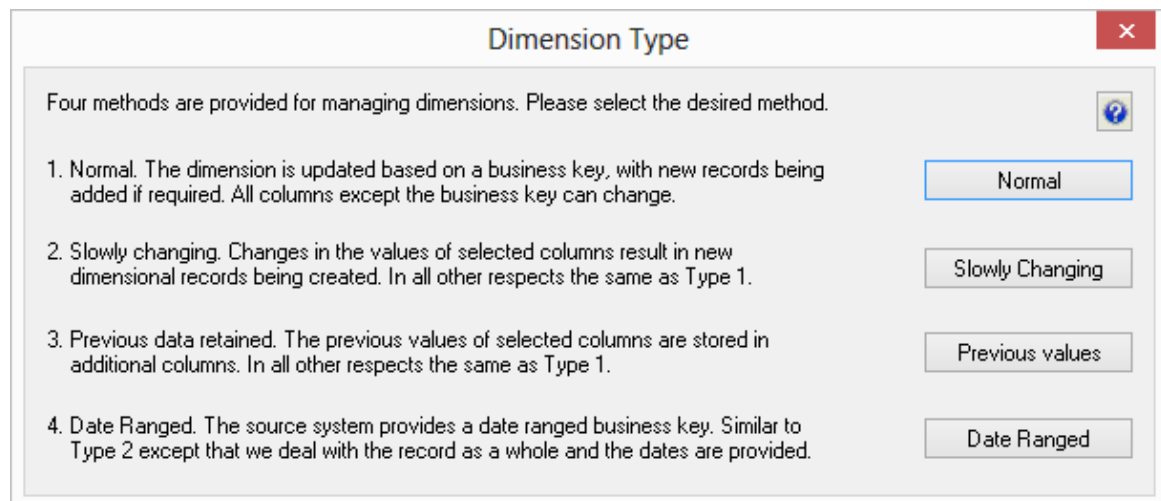 Dimension Type
Four methods are provided for managing dimensions. Please select the desired method.
1. Normal. The dimension is updated based on a business key, with new records being
added if required. All columns except the business key can change.
Normal
2. Slowly changing. Changes in the values of selected columns result in new
dimensional records being created. In all other respects the same as Type 1.
Slowly Changing
3. Previous data retained. The previous values of selected columns are stored in
additional columns. In all other respects the same as Type 1.
Previous values
4. Date Ranged. The source system provides a date ranged business key. Similar to
Type 2 except that we deal with the record as a whole and the dates are provided.
Date Ranged